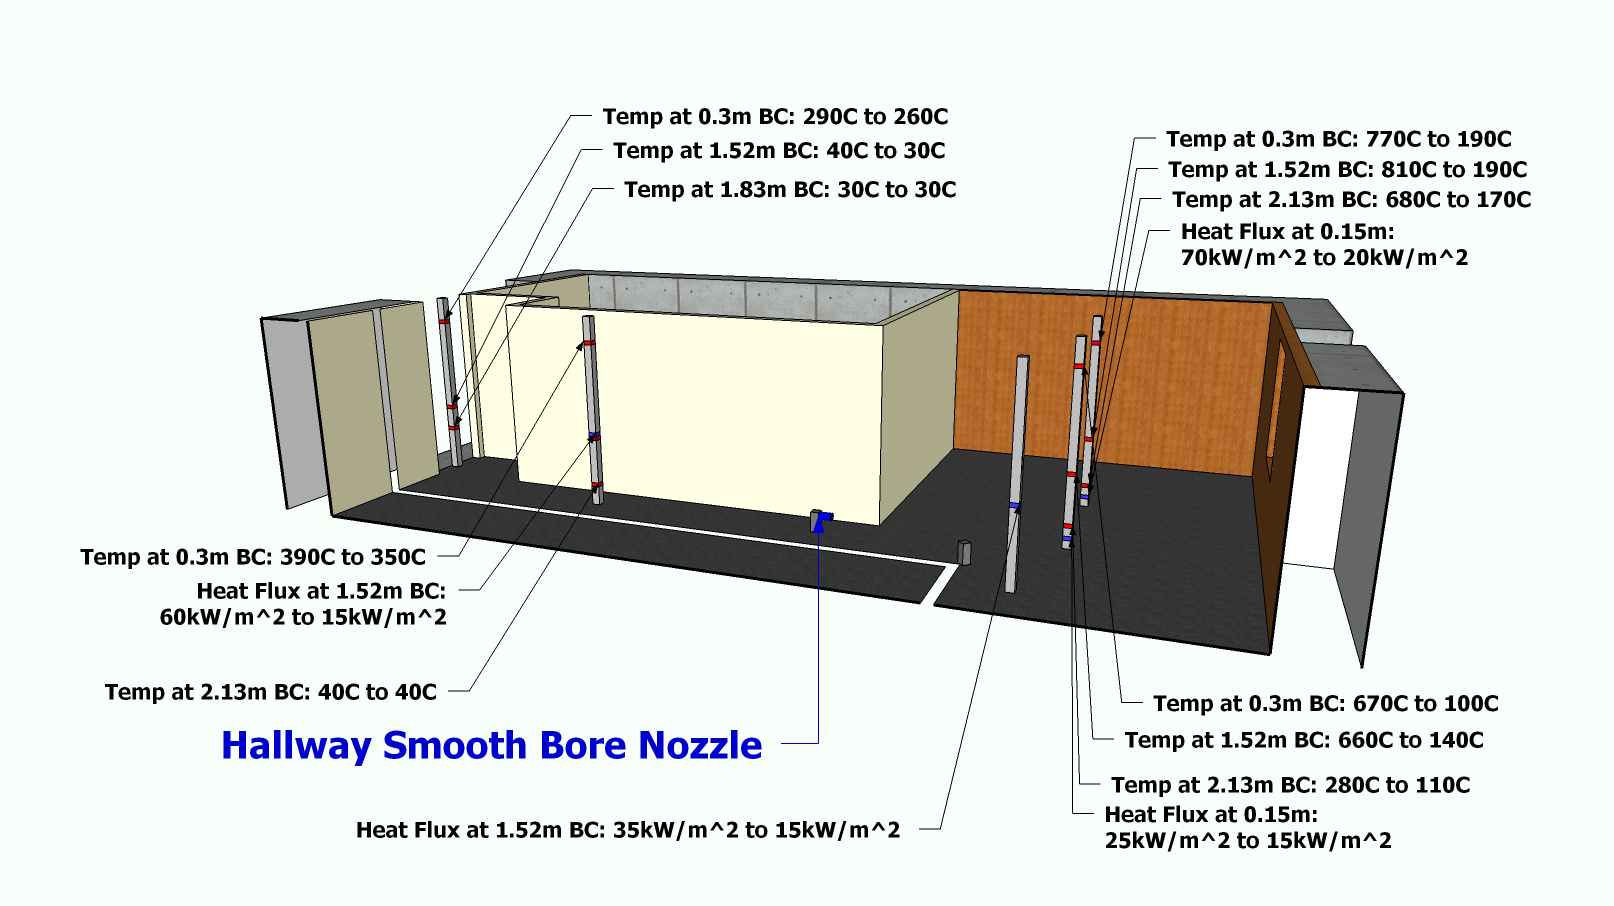 Temp at 0.3m BC: 290C to 260C
Temp at 1.52m BC: 40C to 30C
Temp at 1.83m BC: 30C to 30C
Temp at 0.3m BC: 770C to 190C
Temp at 1.52m BC: 810C to 190C
Temp at 2.13m BC: 680C to 170C
Heat Flux at 0.15m:
70kW/m^2 to 20kW/m^2
Temp at 0.3m BC: 390C to 350C
Heat Flux at 1.52m BC:
60kW/m^2 to 15kW/m^2
Temp at 2.13m BC: 40C to 40C
Hallway Smooth Bore Nozzle
Heat Flux at 1.52m BC: 35kW/m^2 to 15kW/m^2
Temp at 0.3m BC: 670C to 100C
Temp at 1.52m BC: 660C to 140C
Temp at 2.13m BC: 280C to 110C
Heat Flux at 0.15m:
25kW/m^2 to 15kW/m^2